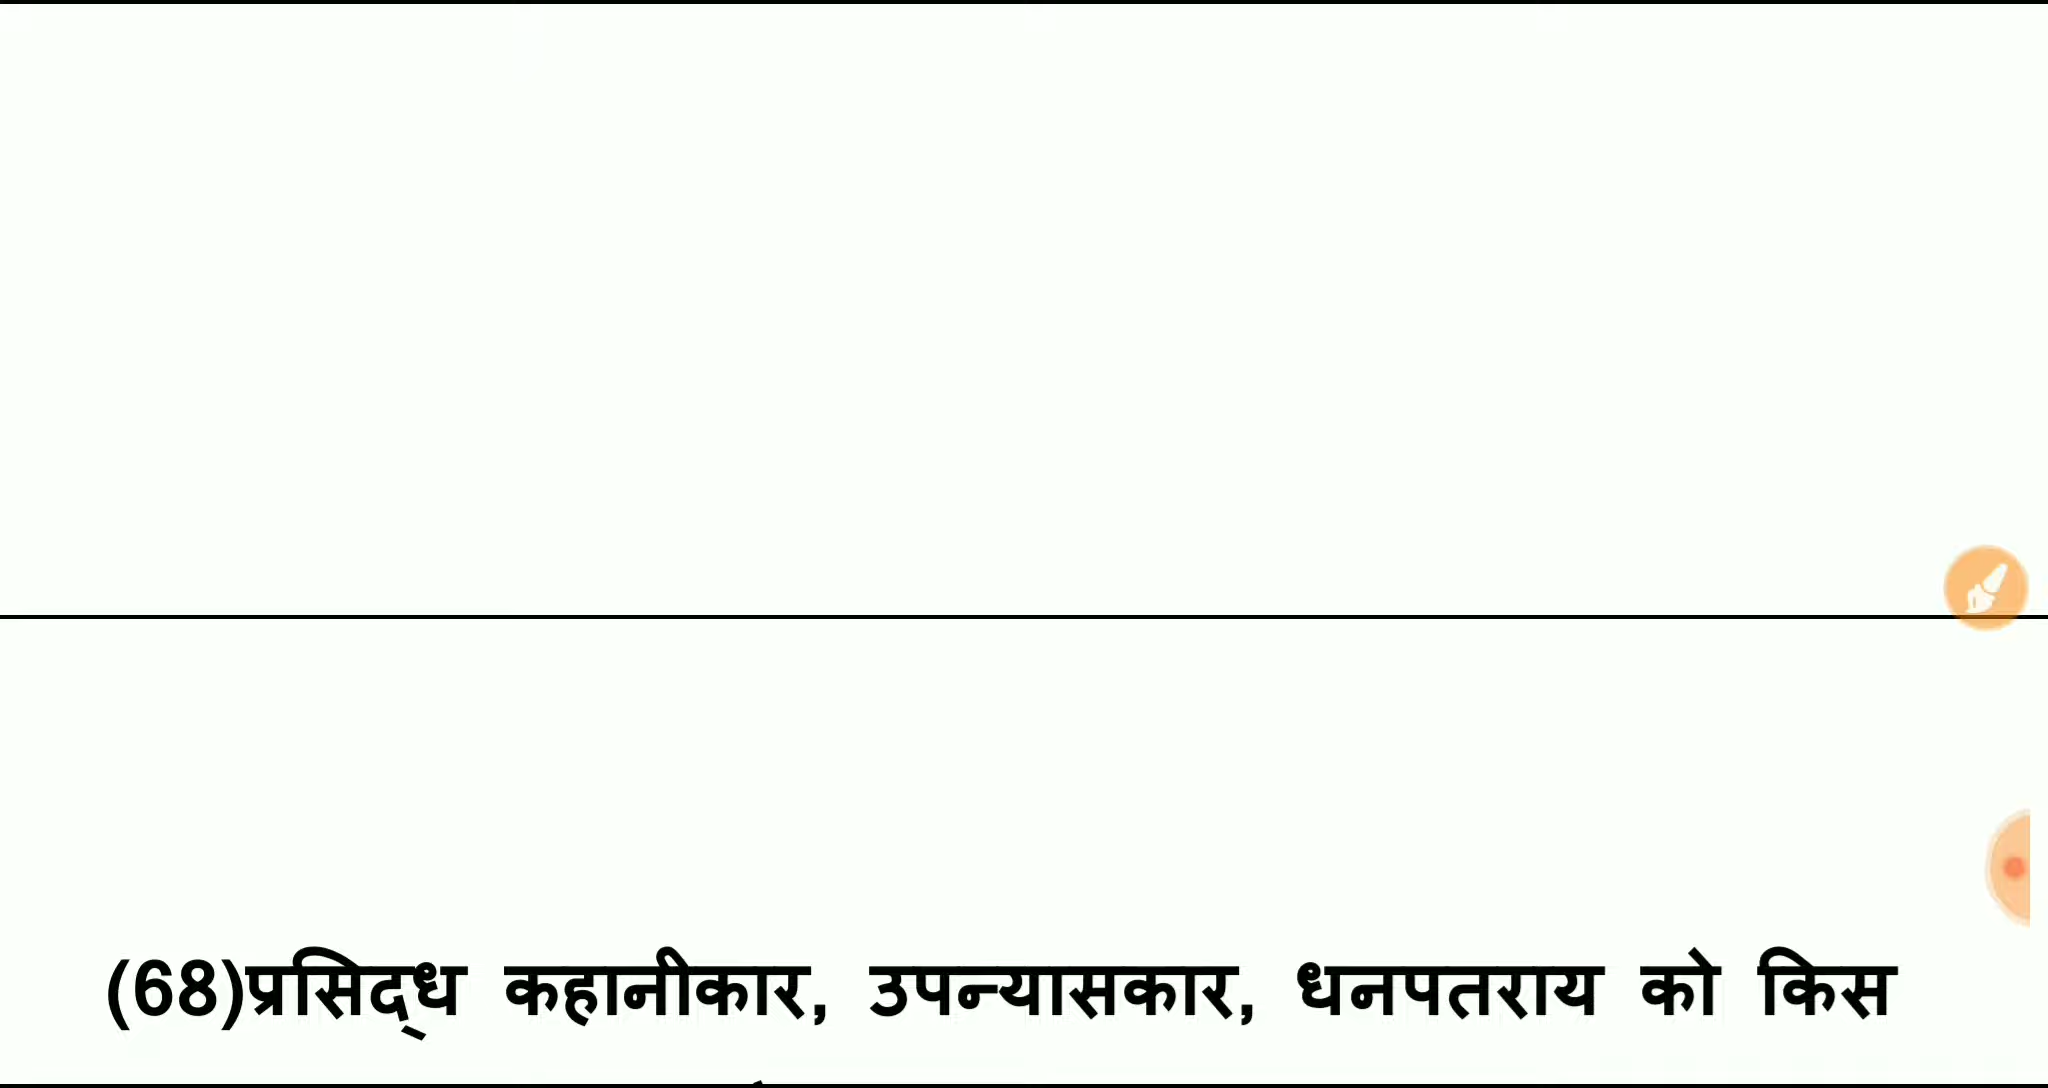 (68)प्रसिद्ध कहानीकार, उपन्यासकार, धनपतराय को किस